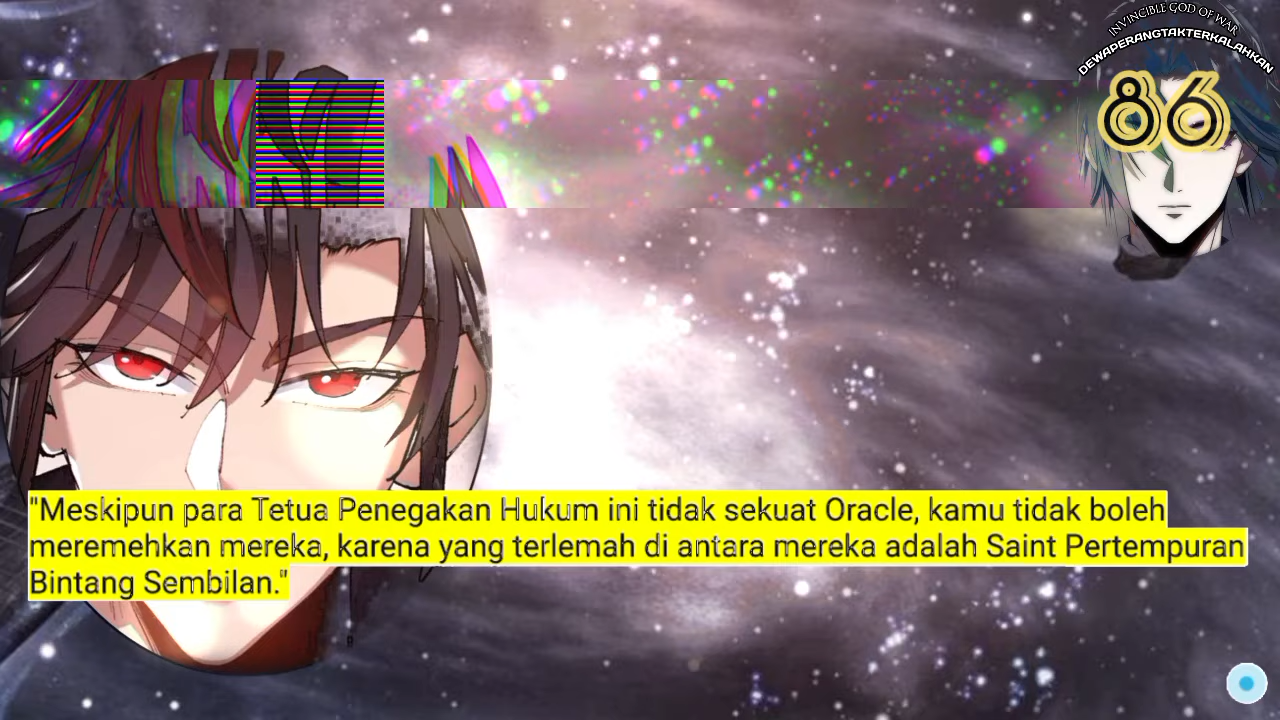 INVINCIBLE GOD OF WAR
DEWAPERANGTAKTERKALAHKAN
86
"Meskipun para Tetua Penegakan Hukum ini tidak sekuat Oracle, kamu tidak boleh
meremehkan mereka, karena yang terlemah di antara mereka adalah Saint Pertempuran
Bintang Sembilan."